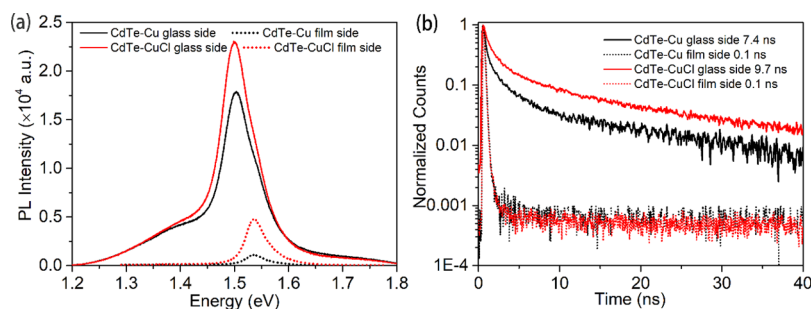 (a)
CdTe-Cu glass side
CdTe-Cu film side
CdTe-CuCl glass side
CdTe-CuCl film side
PL Intensity (×10⁴ a.u.)
2.5
2.0
1.5
1.0
0.5
0.0
1.2 1.3 1.4 1.5 1.6 1.7 1.8
Energy (eV)
(b)
CdTe-Cu glass side 7.4 ns
CdTe-Cu film side 0.1 ns
CdTe-CuCl glass side 9.7 ns
CdTe-CuCl film side 0.1 ns
Normalized Counts
1
0.1
0.01
0.001
1E-4
0 10 20 30 40
Time (ns)